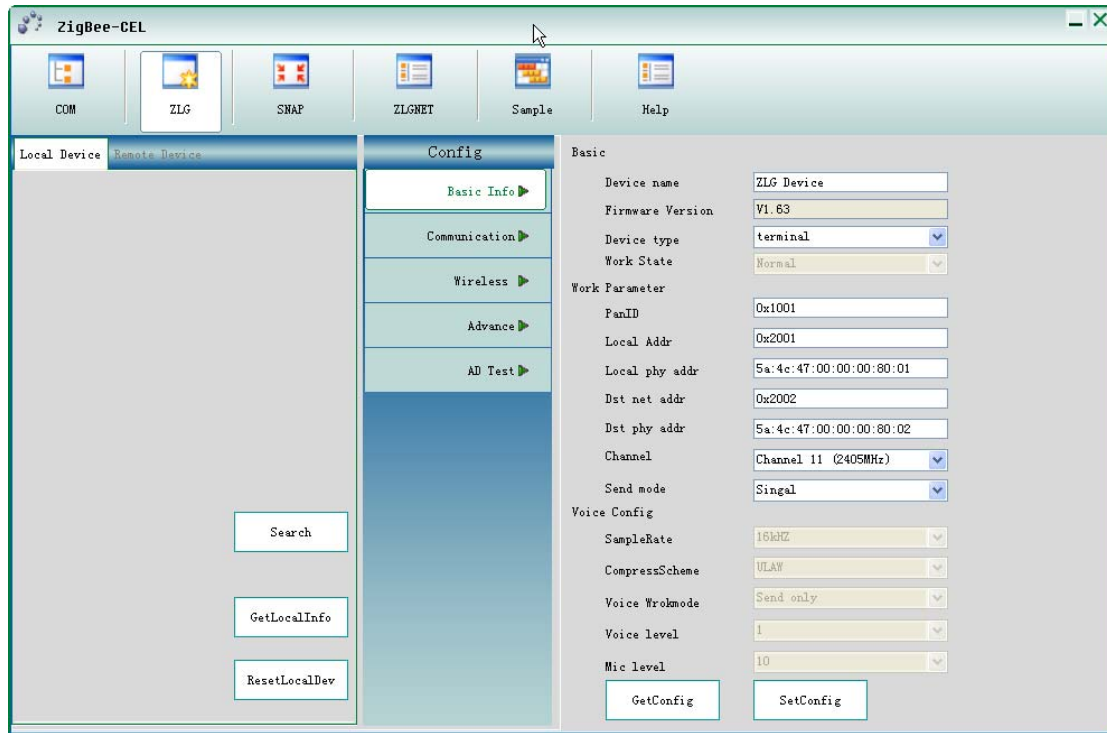 ZigBee-CEL
COM ZLG SNAP ZLGNET Sample Help
Local Device Remote Device
Search
GetLocalInfo
ResetLocalDev
Config
Basic Info
Communication
Wireless
Advance
AD Test
Basic
Device name ZLG Device
Firmware Version V1.63
Device type terminal
Work State Normal
Work Parameter
PanID 0x1001
Local Addr 0x2001
Local phy addr 5a:4c:47:00:00:00:80:01
Dst net addr 0x2002
Dst phy addr 5a:4c:47:00:00:00:80:02
Channel Channel 11 (2405MHz)
Send mode Singal
Voice Config
SampleRate 16kHZ
CompressScheme ULAW
Voice Wrokmode Send only
Voice level 1
Mic level 10
GetConfig SetConfig